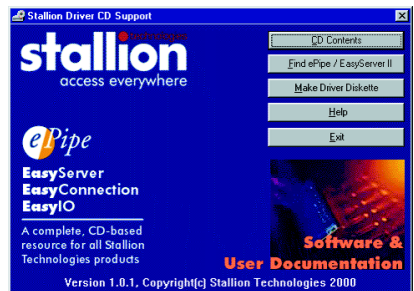 Stallion Driver CD Support
technologies
stallion
access everywhere
ePipe
EasyServer
EasyConnection
EasyIO
A complete, CD-based
resource for all Stallion
Technologies products
CD Contents
Find ePipe / EasyServer II
Make Driver Diskette
Help
Exit
Software &
User Documentation
Version 1.0.1, Copyright(c) Stallion Technologies 2000